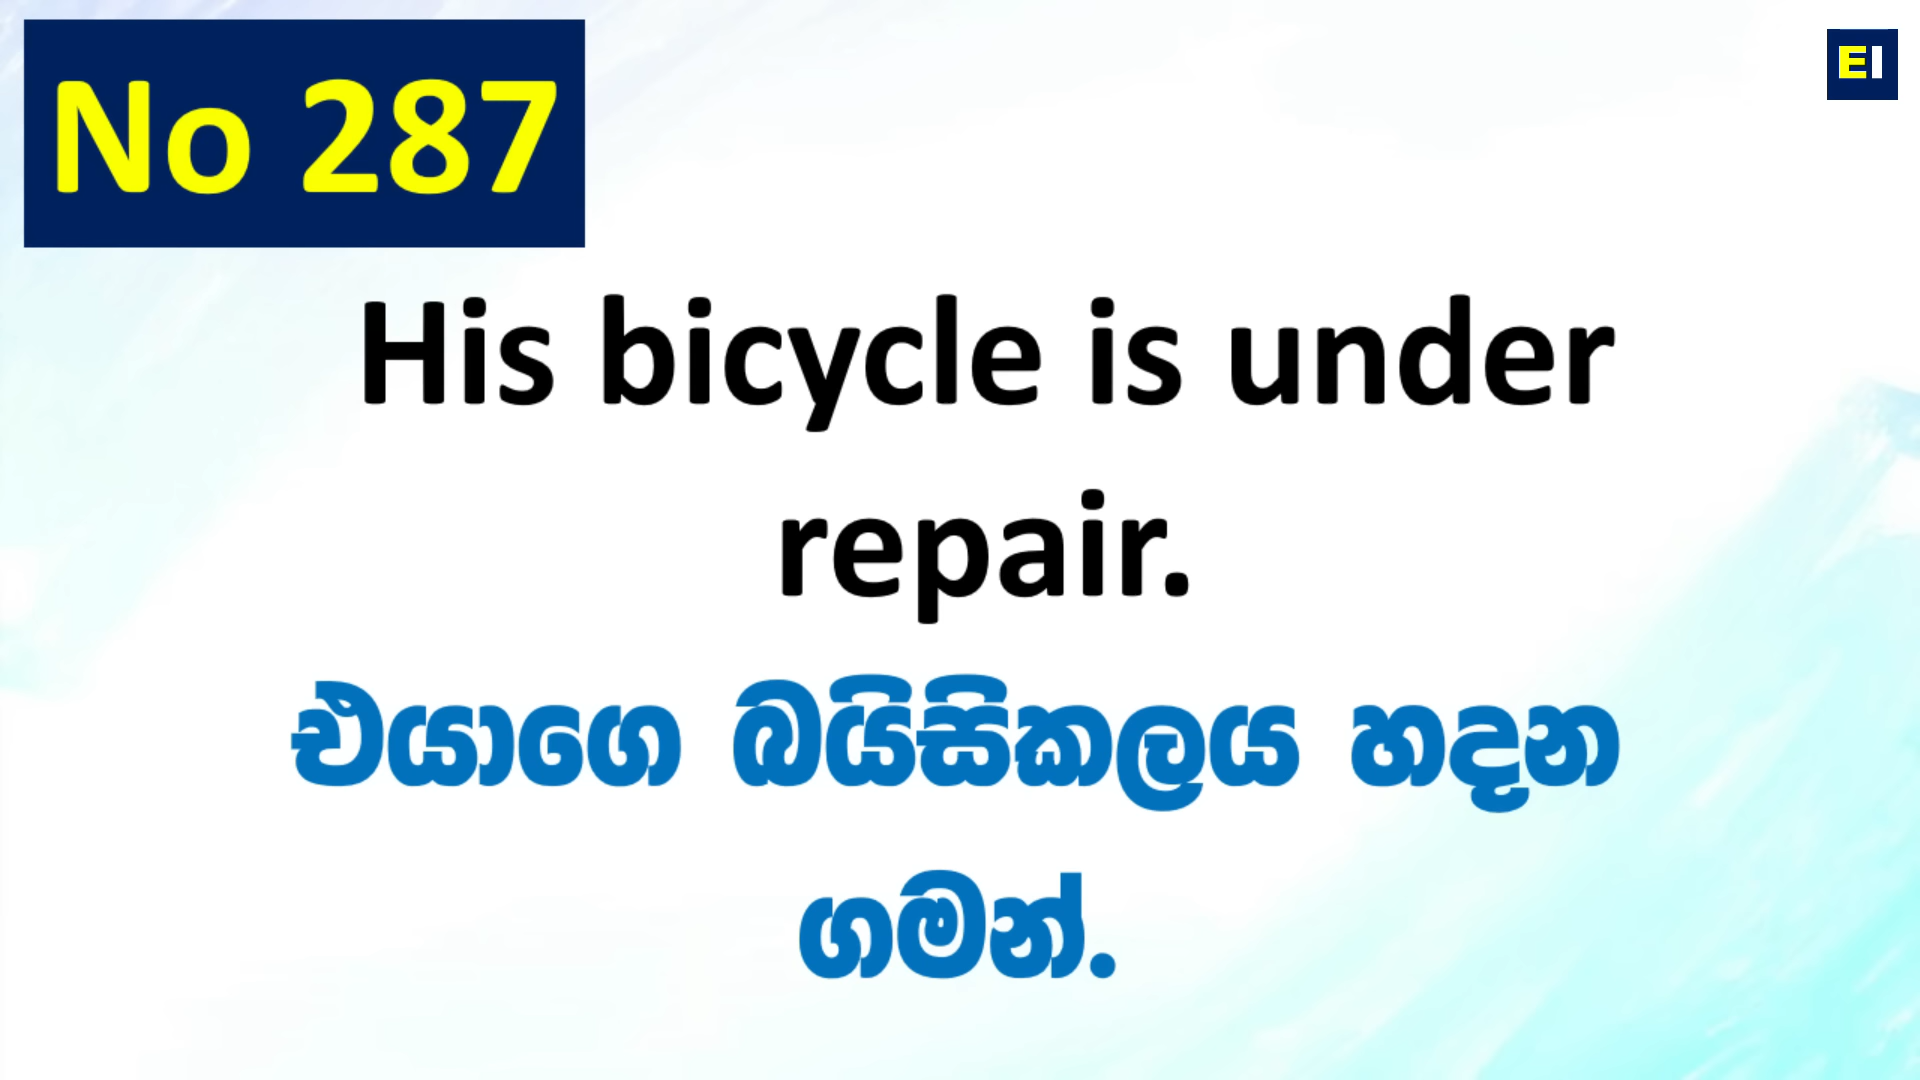 No 287
EI
His bicycle is under
repair.
එයාගෙ බයිසිකලය හදන
ගමන්.